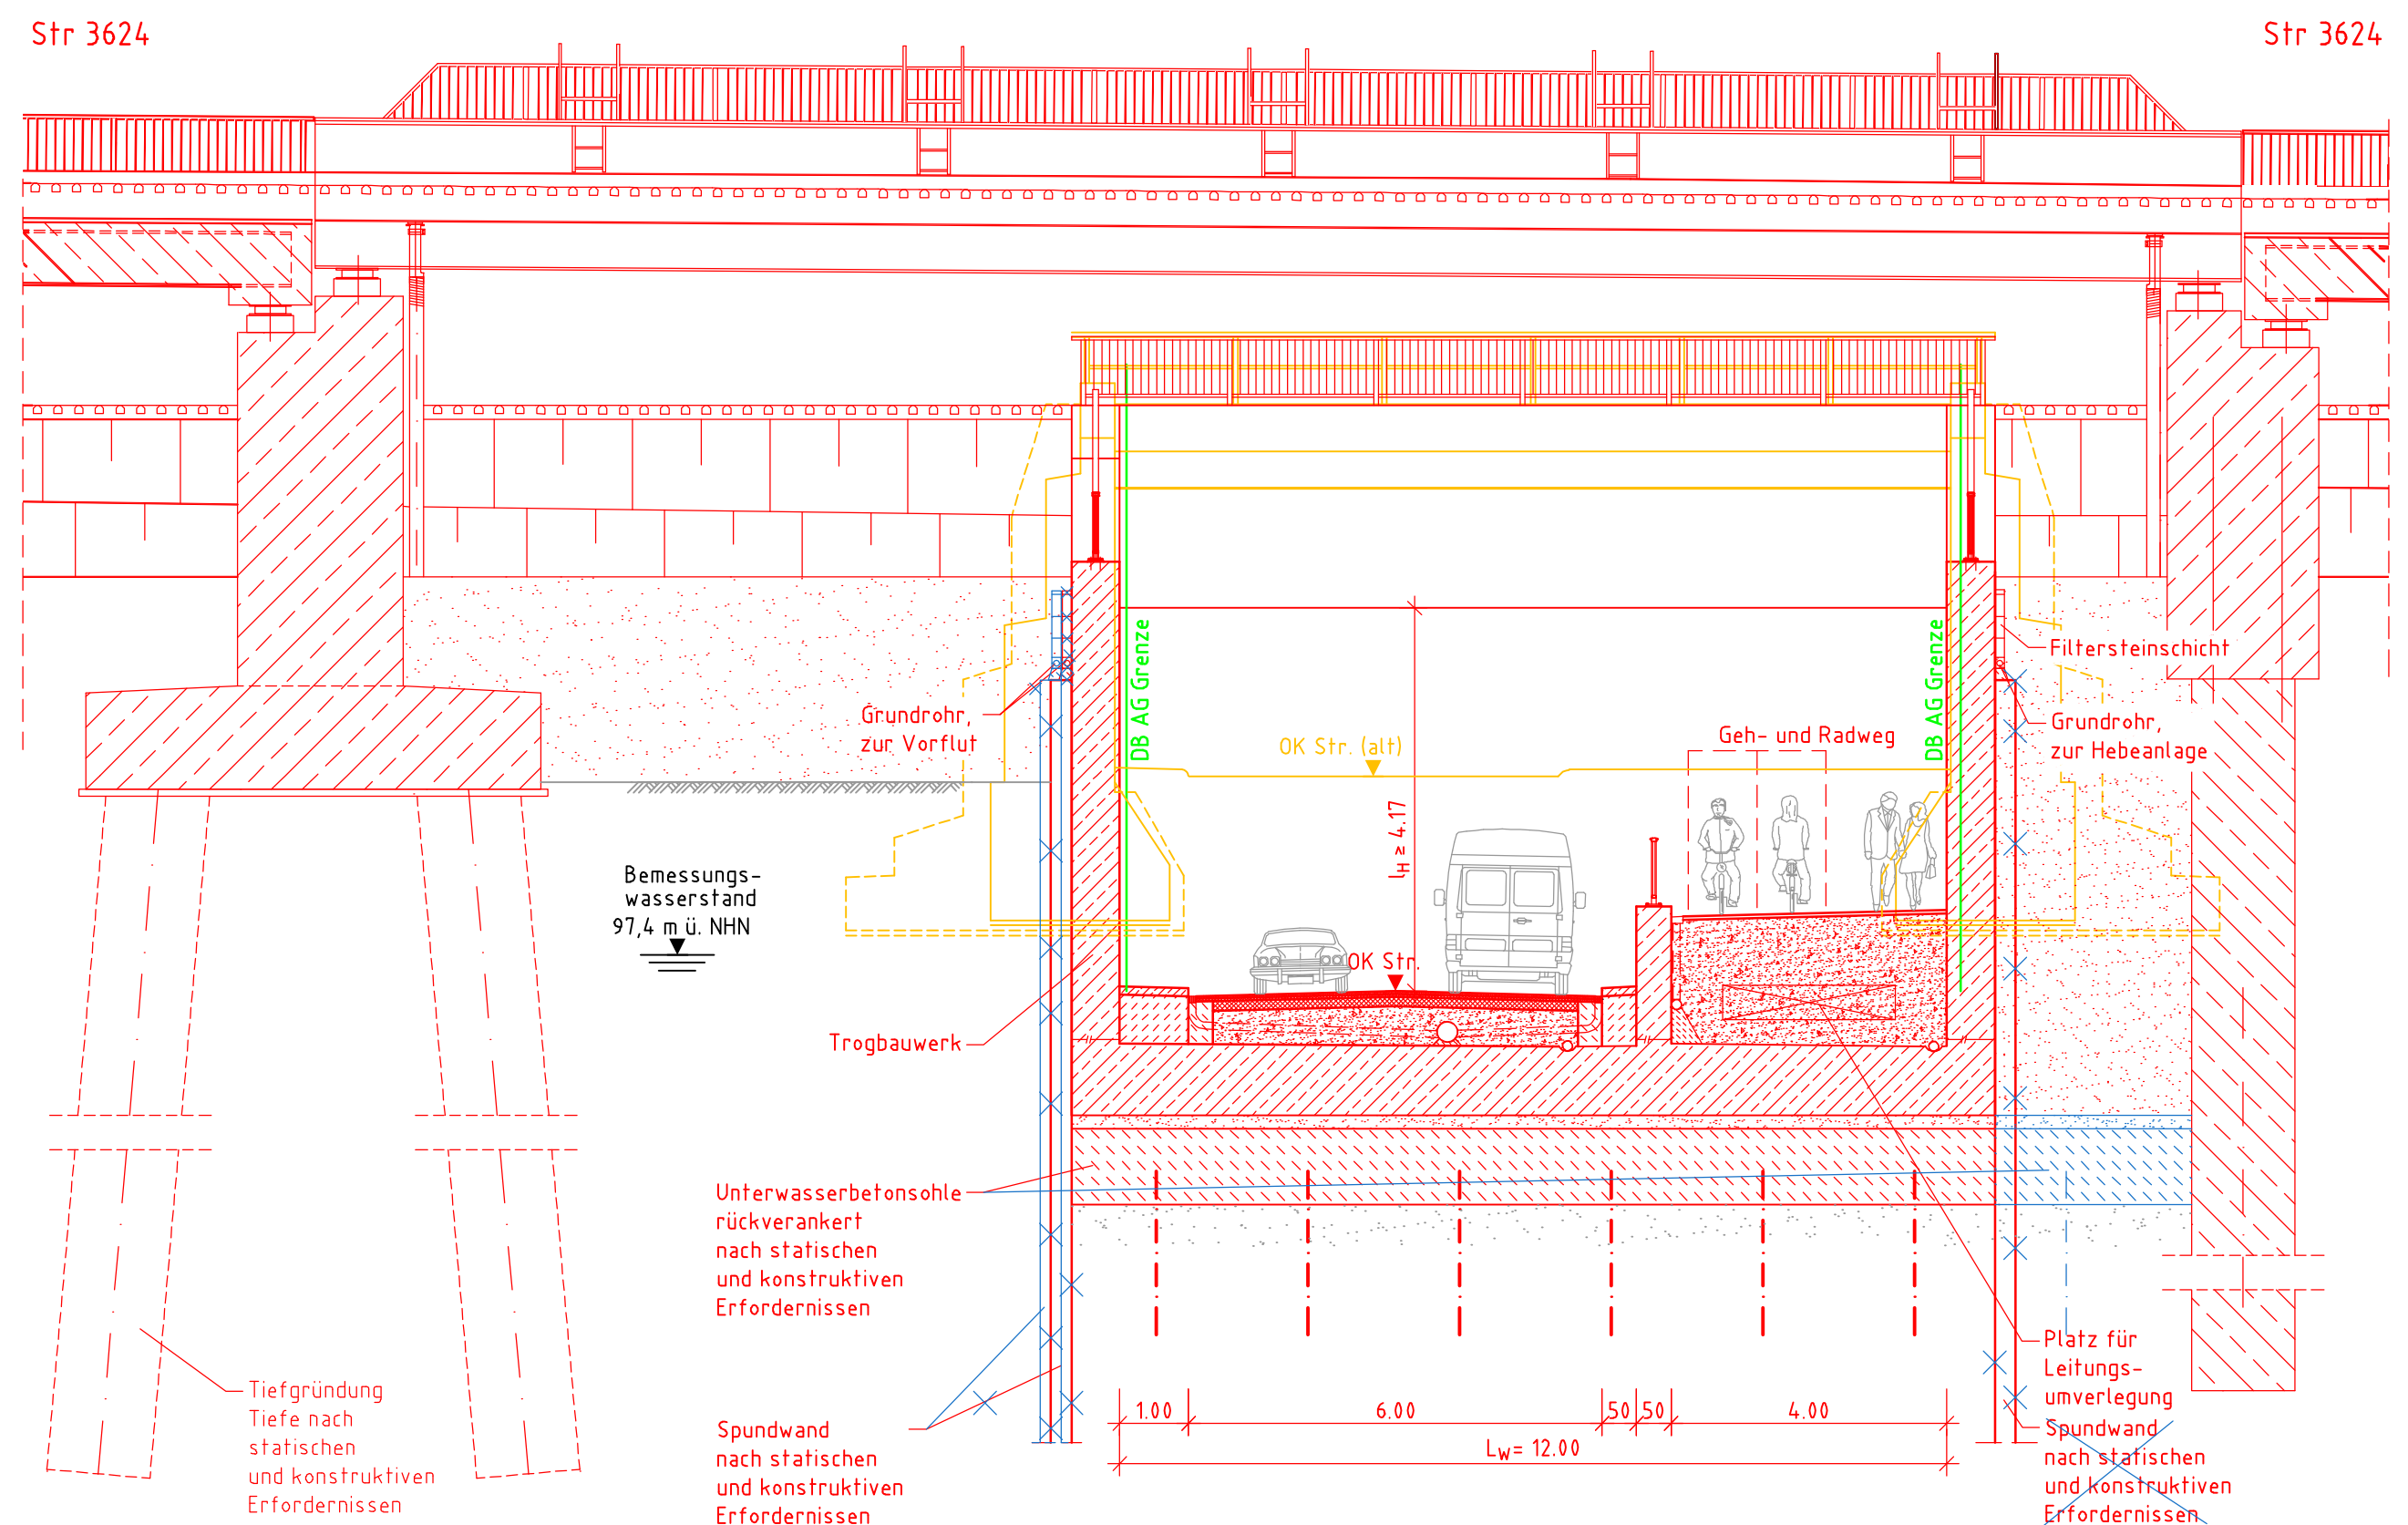 Str 3624
Str 3624
DB AG Grenze
DB AG Grenze
Filtersteinschicht
Grundrohr,
zur Vorflut
Grundrohr,
zur Hebeanlage
OK Str. (alt)
Geh- und Radweg
lH ≥ 4.17
Bemessungs-
wasserstand
97,4 m ü. NHN
OK Str.
Trogbauwerk
Unterwasserbetonsohle
rückverankert
nach statischen
und konstruktiven
Erfordernissen
Platz für
Leitungs-
umverlegung
Tiefgründung
Tiefe nach
statischen
und konstruktiven
Erfordernissen
Spundwand
nach statischen
und konstruktiven
Erfordernissen
1.00 6.00 50 50 4.00
LW= 12.00
Spundwand
nach statischen
und konstruktiven
Erfordernissen